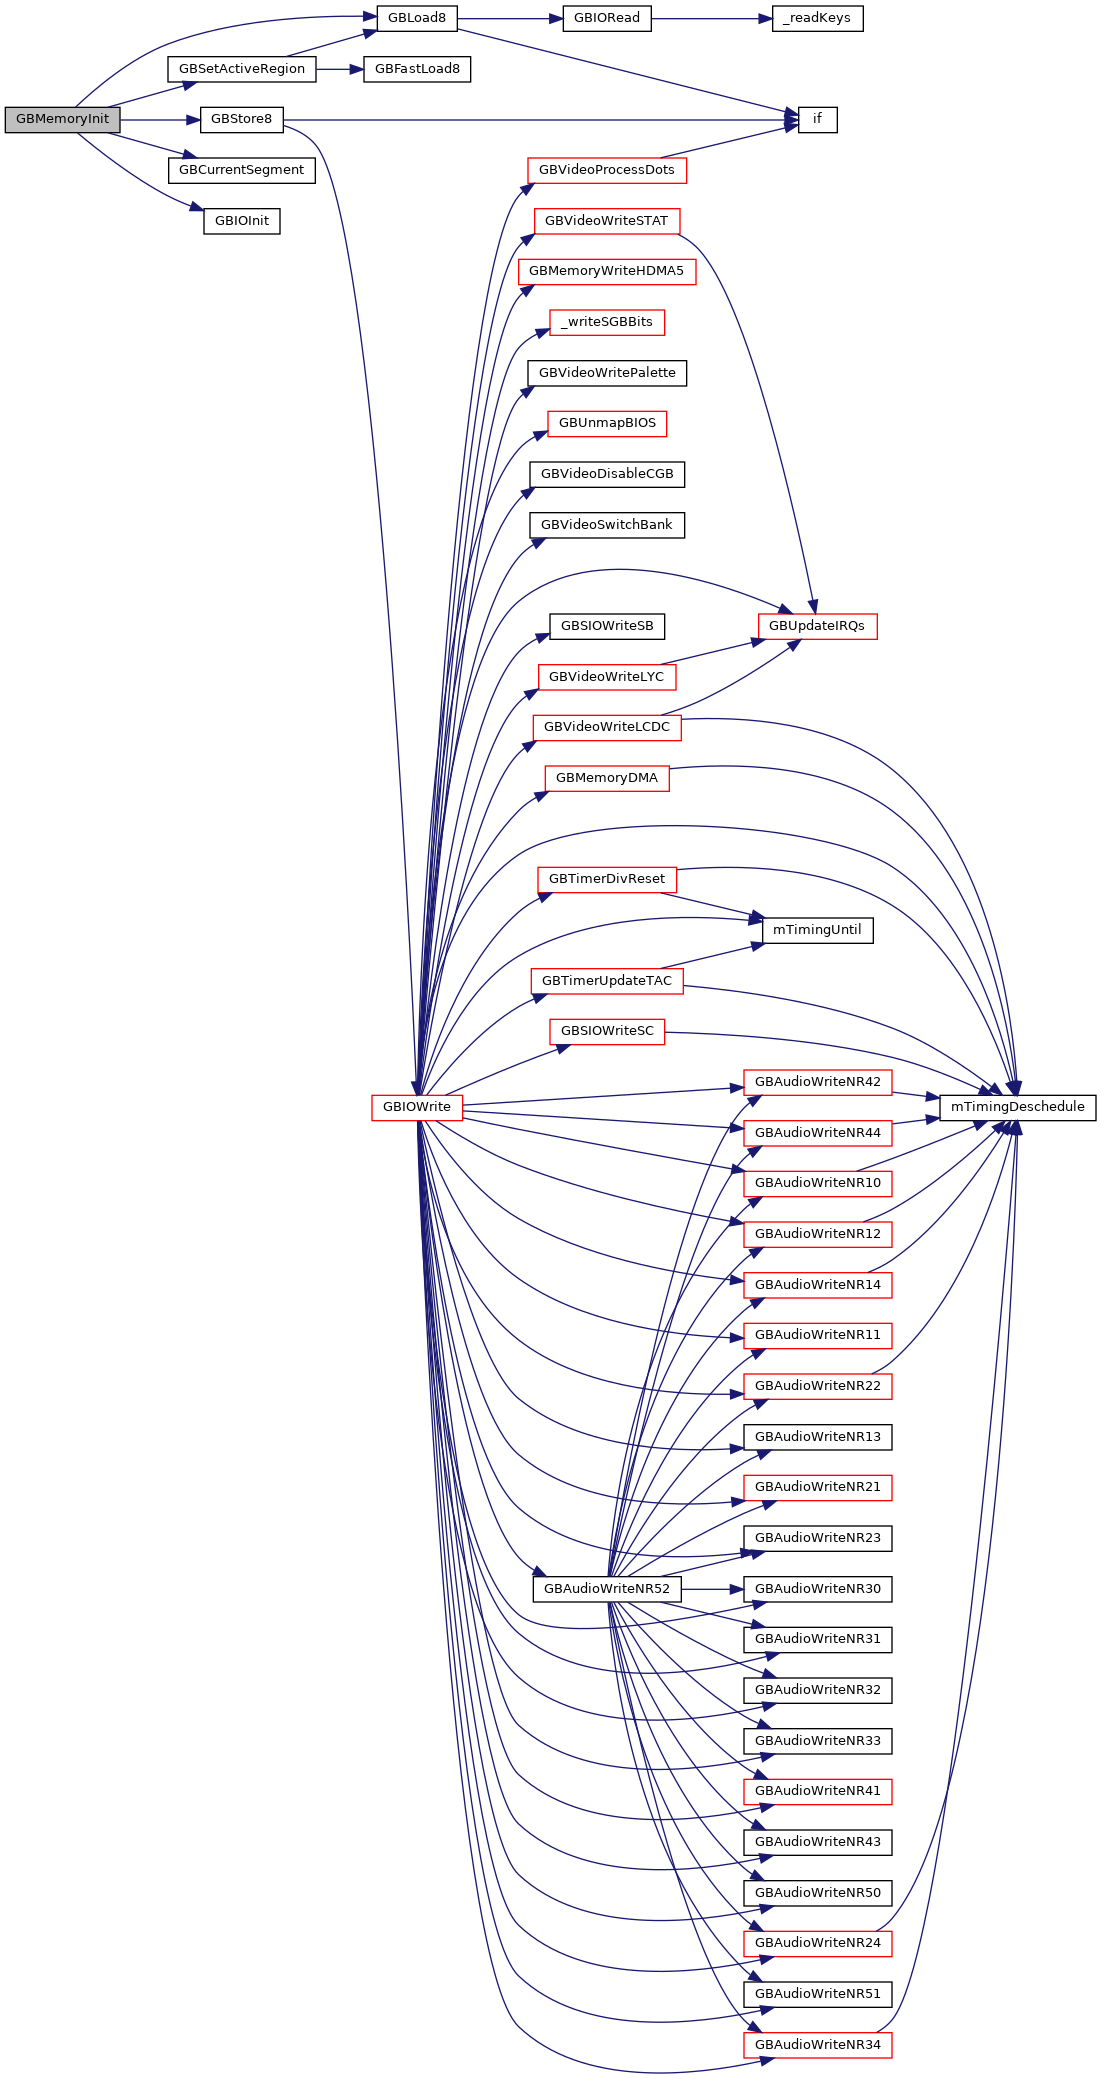 GBLoad8
GBIORead
_readKeys
GBSetActiveRegion
GBFastLoad8
GBMemoryInit
GBStore8
if
GBCurrentSegment
GBVideoProcessDots
GBIOInit
GBVideoWriteSTAT
GBMemoryWriteHDMA5
_writeSGBBits
GBVideoWritePalette
GBUnmapBIOS
GBVideoDisableCGB
GBVideoSwitchBank
GBSIOWriteSB
GBUpdateIRQs
GBVideoWriteLYC
GBVideoWriteLCDC
GBMemoryDMA
GBTimerDivReset
mTimingUntil
GBTimerUpdateTAC
GBSIOWriteSC
GBAudioWriteNR42
GBIOWrite
mTimingDeschedule
GBAudioWriteNR44
GBAudioWriteNR10
GBAudioWriteNR12
GBAudioWriteNR14
GBAudioWriteNR11
GBAudioWriteNR22
GBAudioWriteNR13
GBAudioWriteNR21
GBAudioWriteNR23
GBAudioWriteNR52
GBAudioWriteNR30
GBAudioWriteNR31
GBAudioWriteNR32
GBAudioWriteNR33
GBAudioWriteNR41
GBAudioWriteNR43
GBAudioWriteNR50
GBAudioWriteNR24
GBAudioWriteNR51
GBAudioWriteNR34